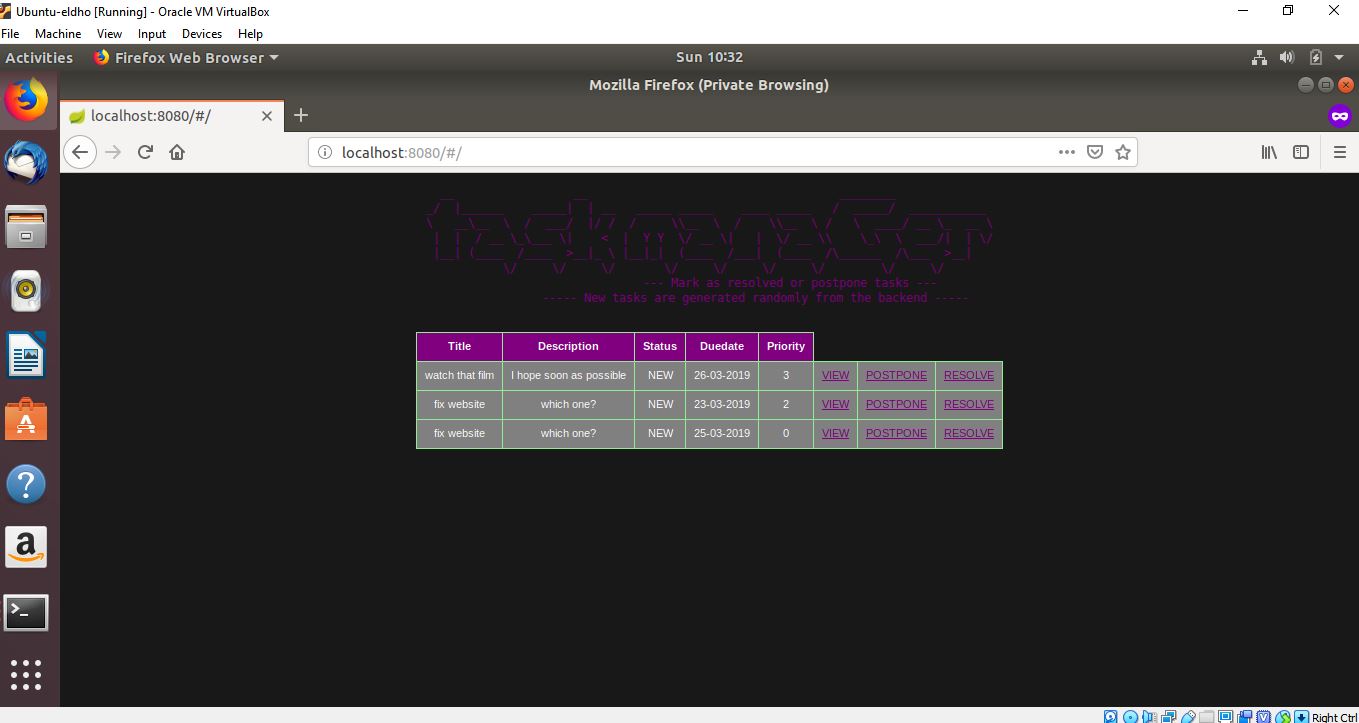 Ubuntu-eldho [Running] - Oracle VM VirtualBox
File Machine View Input Devices Help
Activities Firefox Web Browser Sun 10:32
Mozilla Firefox (Private Browsing)
localhost:8080/#/
localhost:8080/#/
--- Mark as resolved or postpone tasks ---
----- New tasks are generated randomly from the backend -----
Title Description Status Duedate Priority
watch that film I hope soon as possible NEW 26-03-2019 3 VIEW POSTPONE RESOLVE
fix website which one? NEW 23-03-2019 2 VIEW POSTPONE RESOLVE
fix website which one? NEW 25-03-2019 0 VIEW POSTPONE RESOLVE
Right Ctrl